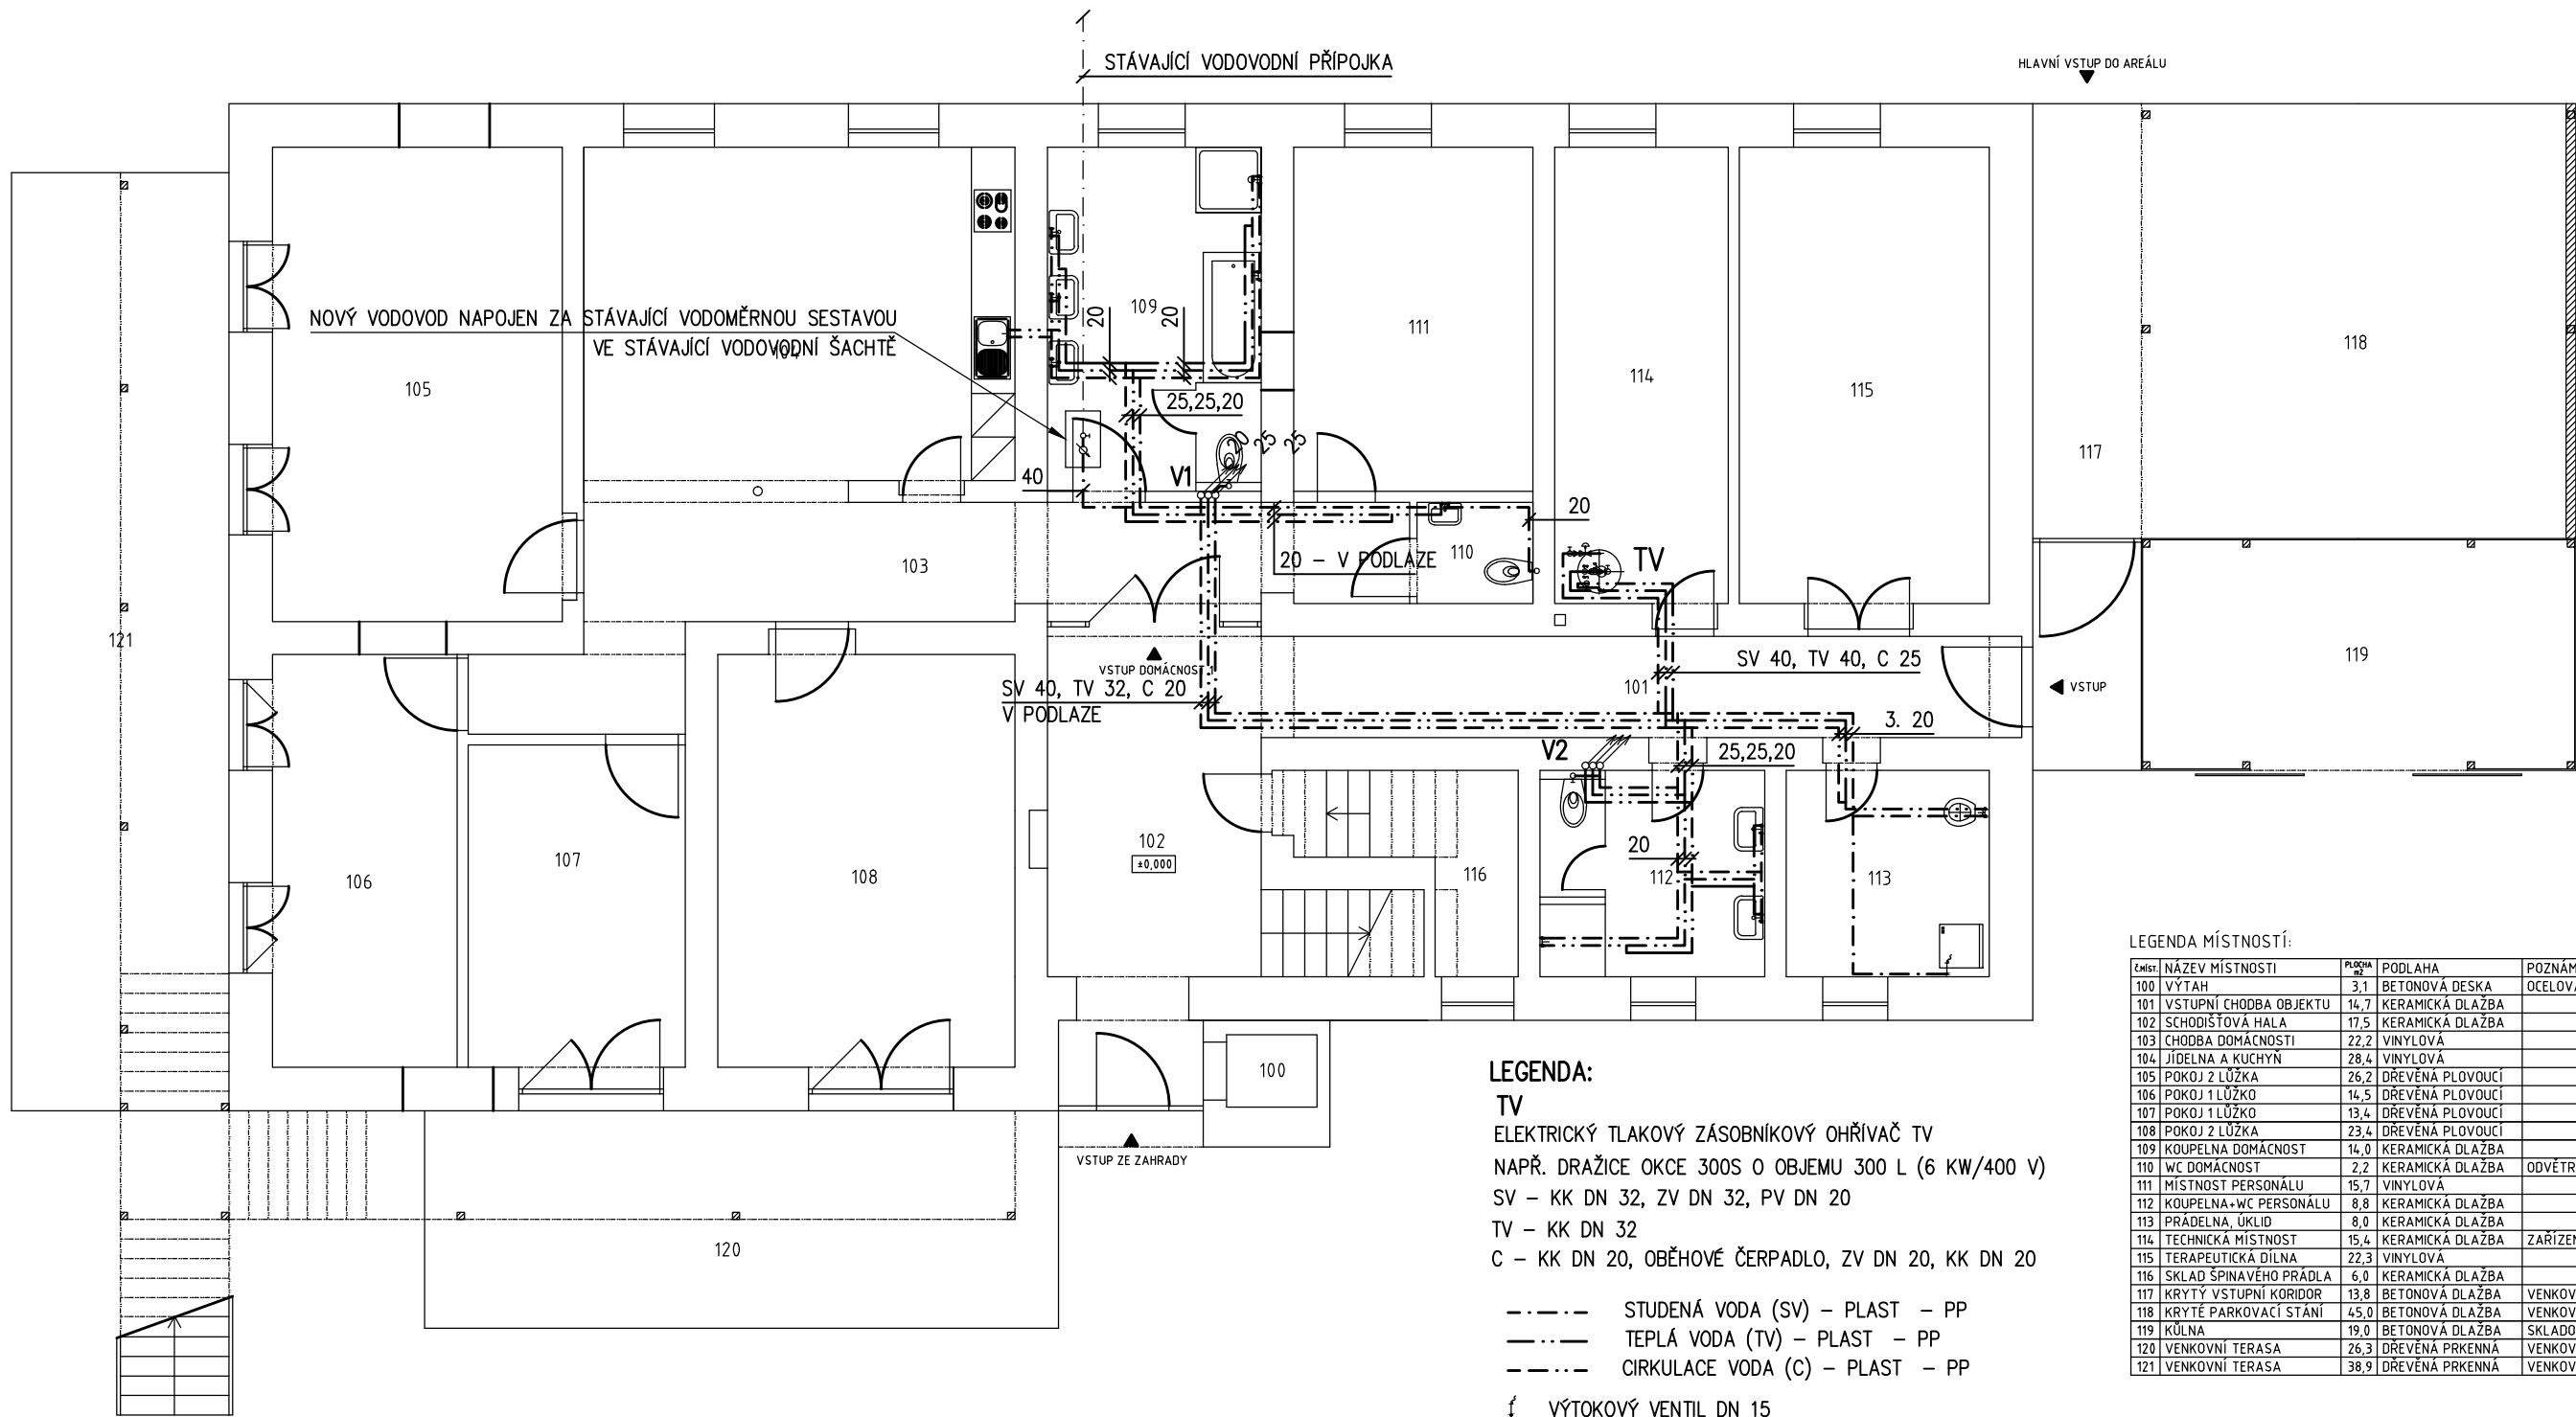 STÁVAJÍCÍ VODOVODNÍ PŘÍPOJKA
HLAVNÍ VSTUP DO AREÁLU
NOVÝ VODOVOD NAPOJEN ZA STÁVAJÍCÍ VODOMĚRNOU SESTAVOU
VE STÁVAJÍCÍ VODOVODNÍ ŠACHTĚ
104
105
109
20
20
111
114
115
117
118
25,25,20
20
25
25
V1
40
20
20 - V PODLAZE
110
TV
103
121
VSTUP DOMÁCNOST 1
SV 40, TV 32, C 20
V PODLAZE
101
SV 40, TV 40, C 25
VSTUP
119
3. 20
V2
25,25,20
102
±0,000
20
106
107
108
116
112
113
100
VSTUP ZE ZAHRADY
120
LEGENDA:
TV
ELEKTRICKÝ TLAKOVÝ ZÁSOBNÍKOVÝ OHŘÍVAČ TV
NAPŘ. DRAŽICE OKCE 300S O OBJEMU 300 L (6 KW/400 V)
SV - KK DN 32, ZV DN 32, PV DN 20
TV - KK DN 32
C - KK DN 20, OBĚHOVÉ ČERPADLO, ZV DN 20, KK DN 20
STUDENÁ VODA (SV) - PLAST - PP
TEPLÁ VODA (TV) - PLAST - PP
CIRKULACE VODA (C) - PLAST - PP
VÝTOKOVÝ VENTIL DN 15
LEGENDA MÍSTNOSTÍ:
Č.MÍST. NÁZEV MÍSTNOSTI PLOCHA m2 PODLAHA POZNÁM
100 VÝTAH 3,1 BETONOVÁ DESKA OCELOVÁ
101 VSTUPNÍ CHODBA OBJEKTU 14,7 KERAMICKÁ DLAŽBA
102 SCHODIŠŤOVÁ HALA 17,5 KERAMICKÁ DLAŽBA
103 CHODBA DOMÁCNOSTI 22,2 VINYLOVÁ
104 JÍDELNA A KUCHYŇ 28,4 VINYLOVÁ
105 POKOJ 2 LŮŽKA 26,2 DŘEVĚNÁ PLOVOUCÍ
106 POKOJ 1 LŮŽKO 14,5 DŘEVĚNÁ PLOVOUCÍ
107 POKOJ 1 LŮŽKO 13,4 DŘEVĚNÁ PLOVOUCÍ
108 POKOJ 2 LŮŽKA 23,4 DŘEVĚNÁ PLOVOUCÍ
109 KOUPELNA DOMÁCNOST 14,0 KERAMICKÁ DLAŽBA
110 WC DOMÁCNOST 2,2 KERAMICKÁ DLAŽBA ODVĚTR
111 MÍSTNOST PERSONÁLU 15,7 VINYLOVÁ
112 KOUPELNA+WC PERSONÁLU 8,8 KERAMICKÁ DLAŽBA
113 PRÁDELNA, ÚKLID 8,0 KERAMICKÁ DLAŽBA
114 TECHNICKÁ MÍSTNOST 15,4 KERAMICKÁ DLAŽBA ZAŘÍZEN
115 TERAPEUTICKÁ DÍLNA 22,3 VINYLOVÁ
116 SKLAD ŠPINAVÉHO PRÁDLA 6,0 KERAMICKÁ DLAŽBA
117 KRYTÝ VSTUPNÍ KORIDOR 13,8 BETONOVÁ DLAŽBA VENKOV
118 KRYTÉ PARKOVACÍ STÁNÍ 45,0 BETONOVÁ DLAŽBA VENKOV
119 KŮLNA 19,0 BETONOVÁ DLAŽBA SKLADO
120 VENKOVNÍ TERASA 26,3 DŘEVĚNÁ PRKENNÁ VENKOV
121 VENKOVNÍ TERASA 38,9 DŘEVĚNÁ PRKENNÁ VENKOV